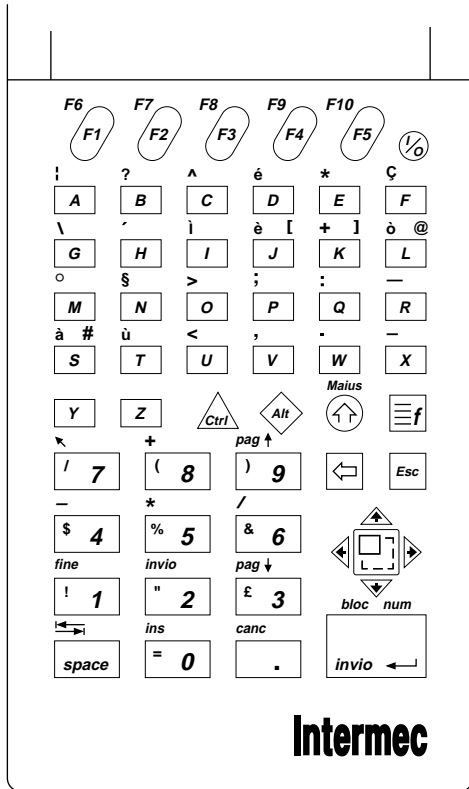 F6 F7 F8 F9 F10
F1 F2 F3 F4 F5 I/O
¦ ? ^ é * Ç
A B C D E F
\ ´ ì è [ + ] ò @
G H I J K L
° § > ; : —
M N O P Q R
à # ù < , . –
S T U V W X
Maius
Y Z Ctrl Alt f
↖ + pag ↑
/ 7 ( 8 ) 9 Esc
– * /
$ 4 % 5 & 6
fine invio pag ↓
! 1 " 2 £ 3
bloc num
ins canc
space = 0 . invio
Intermec